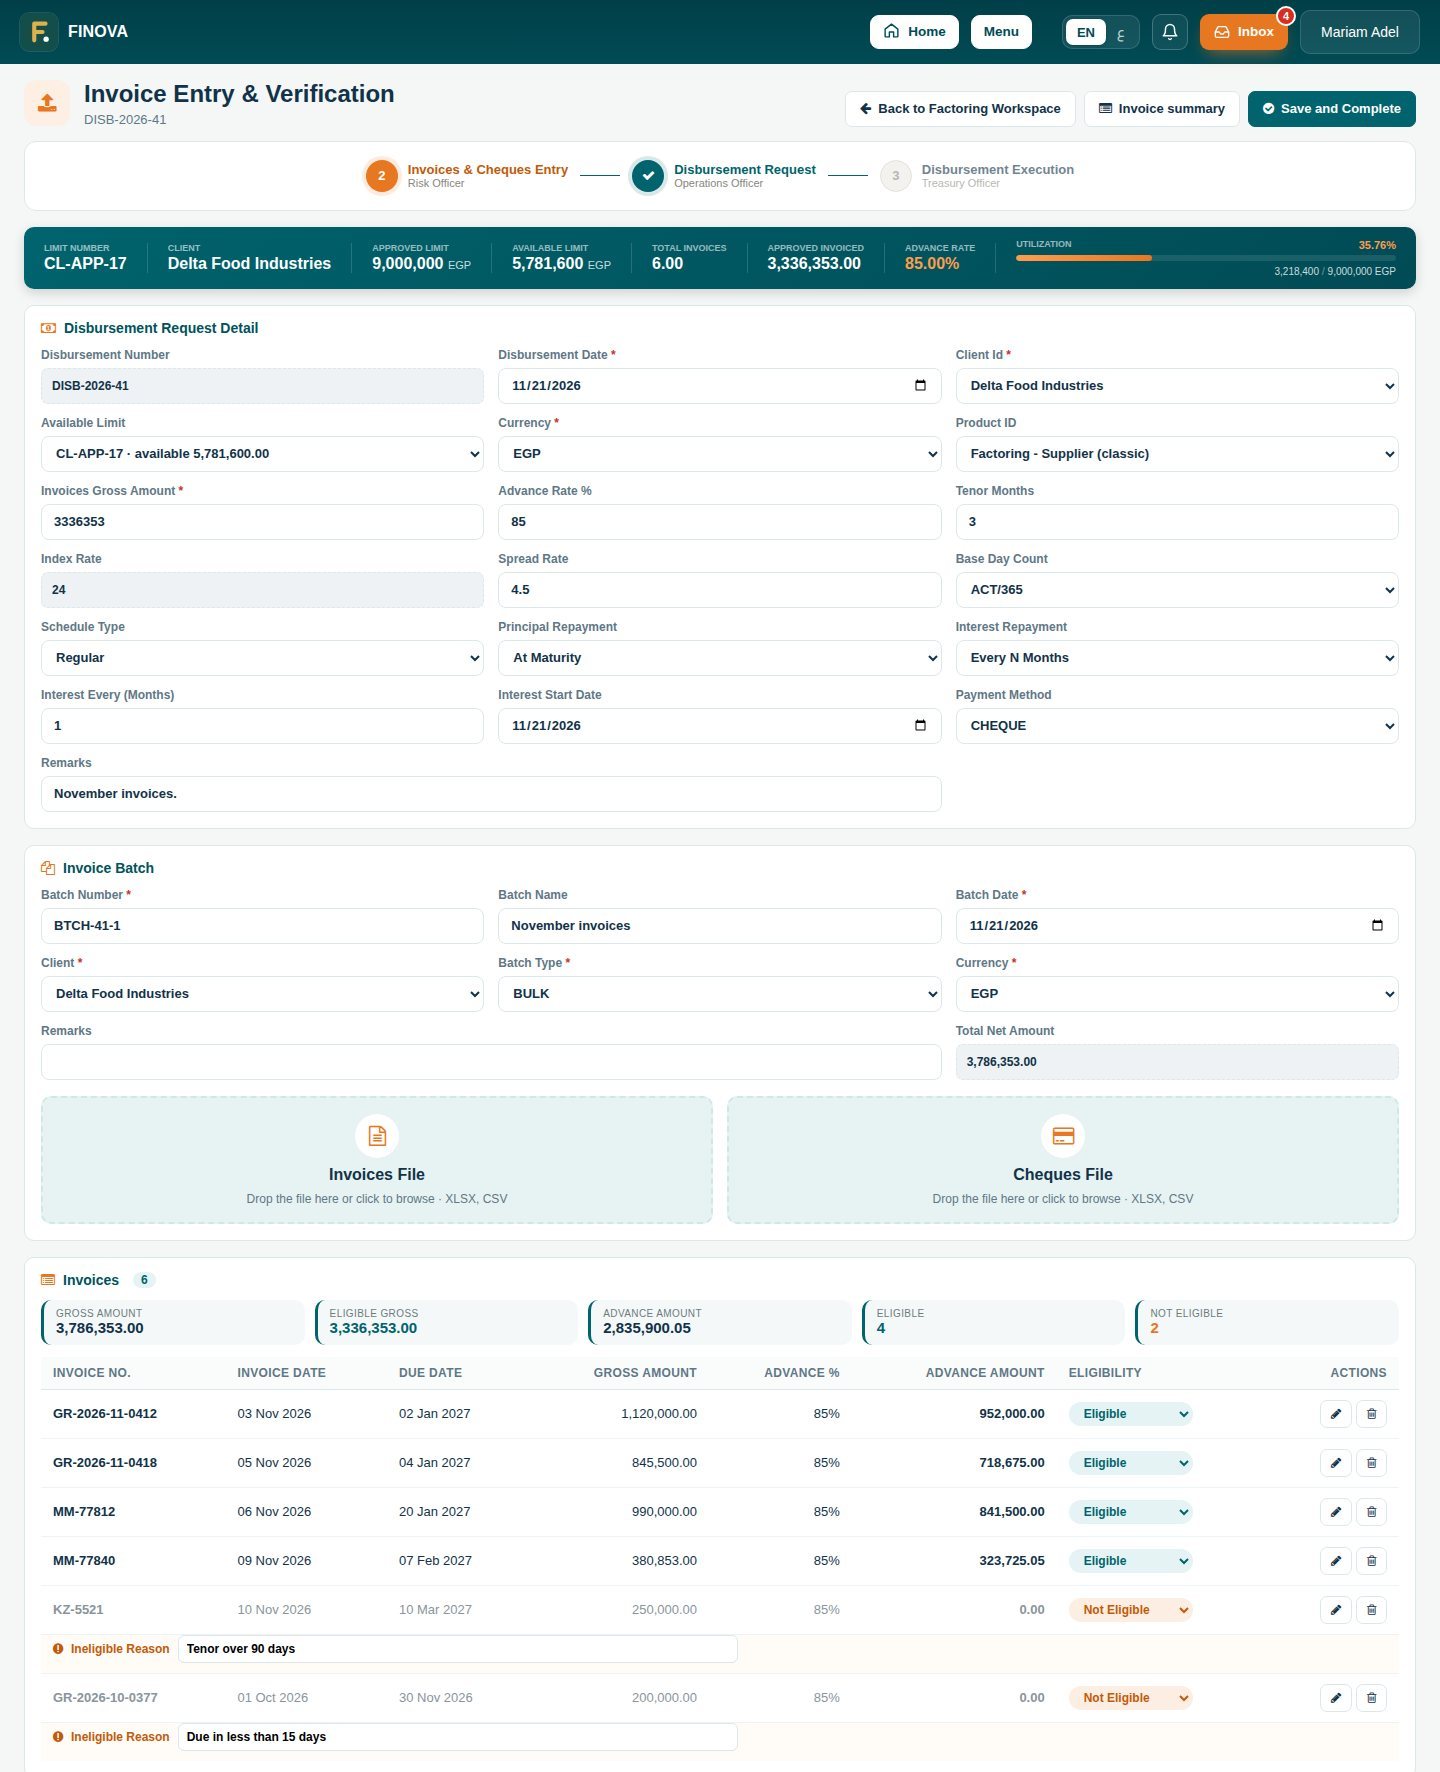 FINOVA
Home
Menu
EN
ع
Inbox
4
Mariam Adel
Invoice Entry & Verification
DISB-2026-41
Back to Factoring Workspace
Invoice summary
Save and Complete
2
Invoices & Cheques Entry
Risk Officer
Disbursement Request
Operations Officer
3
Disbursement Execution
Treasury Officer
LIMIT NUMBER
CL-APP-17
CLIENT
Delta Food Industries
APPROVED LIMIT
9,000,000 EGP
AVAILABLE LIMIT
5,781,600 EGP
TOTAL INVOICES
6.00
APPROVED INVOICED
3,336,353.00
ADVANCE RATE
85.00%
UTILIZATION
35.76%
3,218,400 / 9,000,000 EGP
Disbursement Request Detail
Disbursement Number
DISB-2026-41
Disbursement Date *
11/21/2026
Client Id *
Delta Food Industries
Available Limit
CL-APP-17 · available 5,781,600.00
Currency *
EGP
Product ID
Factoring - Supplier (classic)
Invoices Gross Amount *
3336353
Advance Rate %
85
Tenor Months
3
Index Rate
24
Spread Rate
4.5
Base Day Count
ACT/365
Schedule Type
Regular
Principal Repayment
At Maturity
Interest Repayment
Every N Months
Interest Every (Months)
1
Interest Start Date
11/21/2026
Payment Method
CHEQUE
Remarks
November invoices.
Invoice Batch
Batch Number *
BTCH-41-1
Batch Name
November invoices
Batch Date *
11/21/2026
Client *
Delta Food Industries
Batch Type *
BULK
Currency *
EGP
Remarks
Total Net Amount
3,786,353.00
Invoices File
Drop the file here or click to browse · XLSX, CSV
Cheques File
Drop the file here or click to browse · XLSX, CSV
Invoices 6
GROSS AMOUNT
3,786,353.00
ELIGIBLE GROSS
3,336,353.00
ADVANCE AMOUNT
2,835,900.05
ELIGIBLE
4
NOT ELIGIBLE
2
INVOICE NO. INVOICE DATE DUE DATE GROSS AMOUNT ADVANCE % ADVANCE AMOUNT ELIGIBILITY ACTIONS
GR-2026-11-0412 03 Nov 2026 02 Jan 2027 1,120,000.00 85% 952,000.00 Eligible
GR-2026-11-0418 05 Nov 2026 04 Jan 2027 845,500.00 85% 718,675.00 Eligible
MM-77812 06 Nov 2026 20 Jan 2027 990,000.00 85% 841,500.00 Eligible
MM-77840 09 Nov 2026 07 Feb 2027 380,853.00 85% 323,725.05 Eligible
KZ-5521 10 Nov 2026 10 Mar 2027 250,000.00 85% 0.00 Not Eligible
Ineligible Reason Tenor over 90 days
GR-2026-10-0377 01 Oct 2026 30 Nov 2026 200,000.00 85% 0.00 Not Eligible
Ineligible Reason Due in less than 15 days